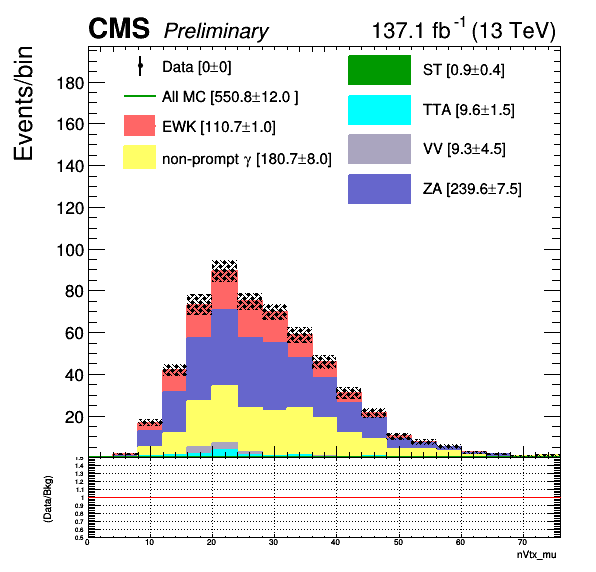 CMS Preliminary 137.1 fb⁻¹ (13 TeV)
Events/bin
Data [0±0]
All MC [550.8±12.0 ]
EWK [110.7±1.0]
non-prompt γ [180.7±8.0]
ST [0.9±0.4]
TTA [9.6±1.5]
VV [9.3±4.5]
ZA [239.6±7.5]
180
160
140
120
100
80
60
40
20
(Data/Bkg)
1.5
1.4
1.3
1.2
1.1
1
0.9
0.8
0.7
0.6
0.5
0 10 20 30 40 50 60 70
nVtx_mu